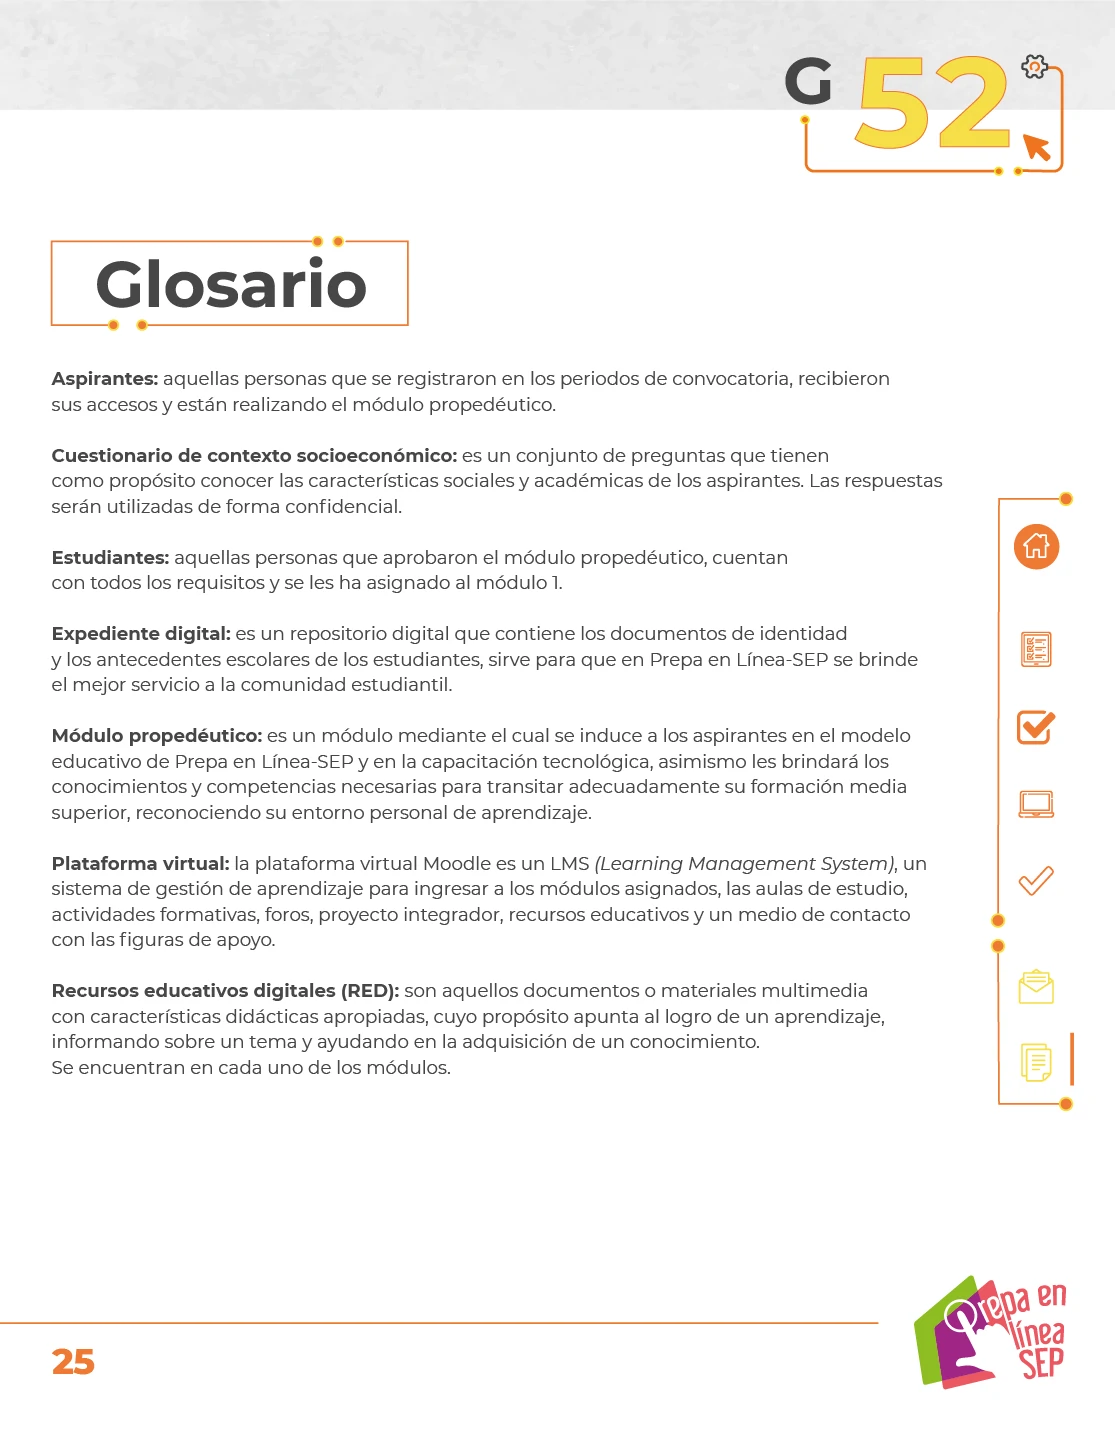 G 52
Glosario
Aspirantes: aquellas personas que se registraron en los periodos de convocatoria, recibieron
sus accesos y están realizando el módulo propedéutico.
Cuestionario de contexto socioeconómico: es un conjunto de preguntas que tienen
como propósito conocer las características sociales y académicas de los aspirantes. Las respuestas
serán utilizadas de forma confidencial.
Estudiantes: aquellas personas que aprobaron el módulo propedéutico, cuentan
con todos los requisitos y se les ha asignado al módulo 1.
Expediente digital: es un repositorio digital que contiene los documentos de identidad
y los antecedentes escolares de los estudiantes, sirve para que en Prepa en Línea-SEP se brinde
el mejor servicio a la comunidad estudiantil.
Módulo propedéutico: es un módulo mediante el cual se induce a los aspirantes en el modelo
educativo de Prepa en Línea-SEP y en la capacitación tecnológica, asimismo les brindará los
conocimientos y competencias necesarias para transitar adecuadamente su formación media
superior, reconociendo su entorno personal de aprendizaje.
Plataforma virtual: la plataforma virtual Moodle es un LMS (Learning Management System), un
sistema de gestión de aprendizaje para ingresar a los módulos asignados, las aulas de estudio,
actividades formativas, foros, proyecto integrador, recursos educativos y un medio de contacto
con las figuras de apoyo.
Recursos educativos digitales (RED): son aquellos documentos o materiales multimedia
con características didácticas apropiadas, cuyo propósito apunta al logro de un aprendizaje,
informando sobre un tema y ayudando en la adquisición de un conocimiento.
Se encuentran en cada uno de los módulos.
25
Prepa en
línea
SEP